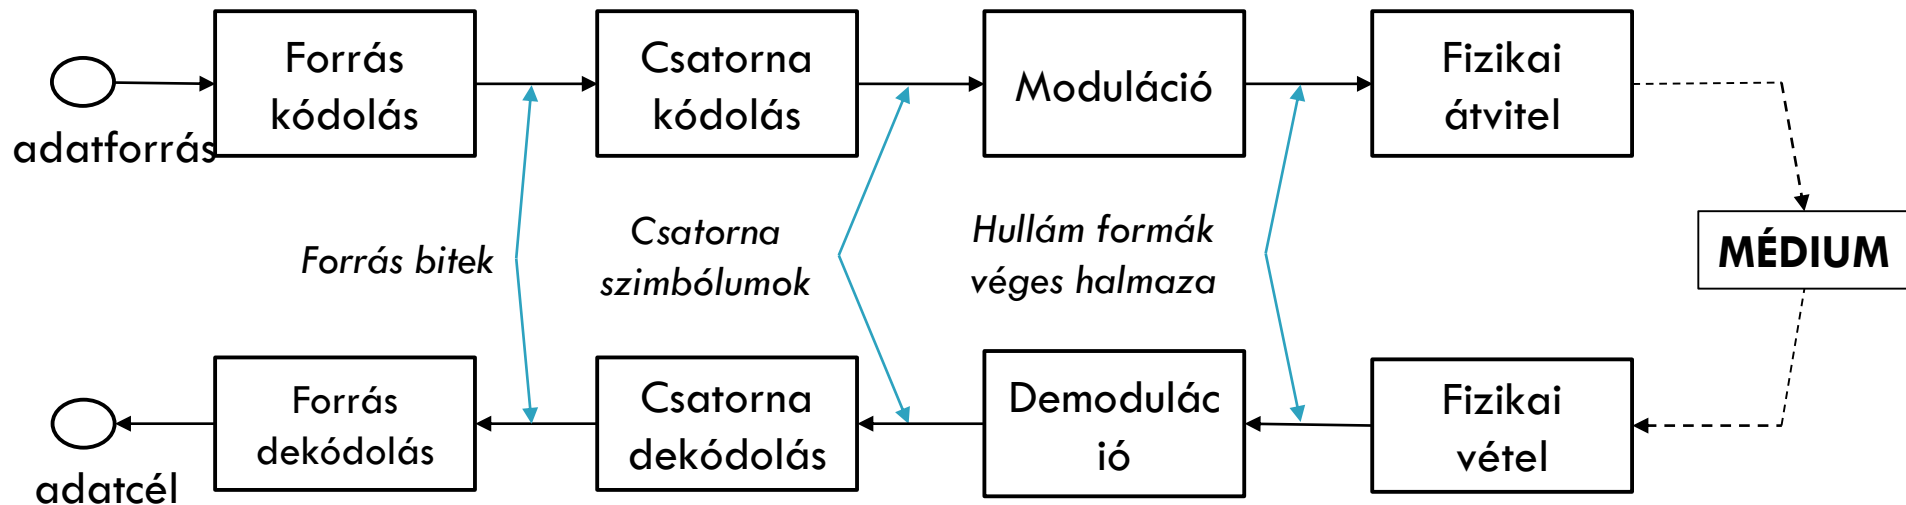 Forrás
kódolás
Csatorna
kódolás
Moduláció
Fizikai
átvitel
adatforrás
Forrás bitek
Csatorna
szimbólumok
Hullám formák
véges halmaza
MÉDIUM
Forrás
dekódolás
Csatorna
dekódolás
Demodulác
ió
Fizikai
vétel
adatcél